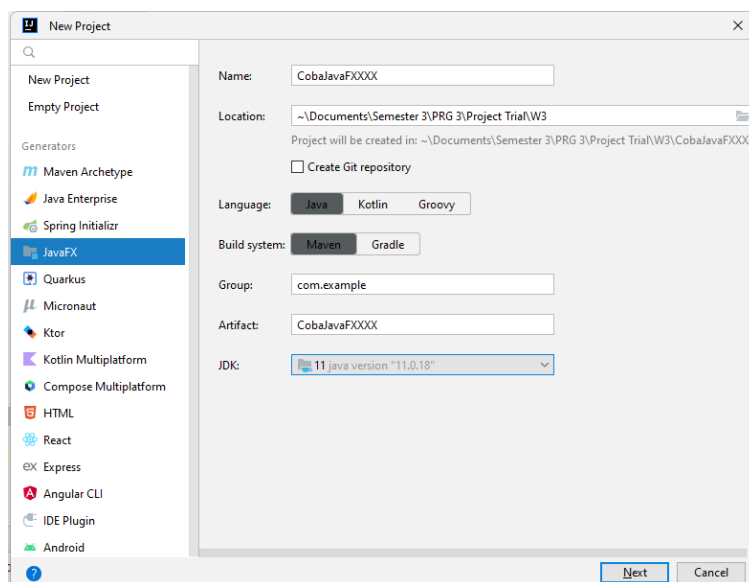 New Project
New Project
Empty Project
Generators
Maven Archetype
Java Enterprise
Spring Initializr
JavaFX
Quarkus
Micronaut
Ktor
Kotlin Multiplatform
Compose Multiplatform
HTML
React
ex Express
Angular CLI
IDE Plugin
Android
Name: CobaJavaFXXXX
Location: ~\Documents\Semester 3\PRG 3\Project Trial\W3
Project will be created in: ~\Documents\Semester 3\PRG 3\Project Trial\W3\CobaJavaFXXX
Create Git repository
Language: Java Kotlin Groovy
Build system: Maven Gradle
Group: com.example
Artifact: CobaJavaFXXXX
JDK: 11 java version "11.0.18"
? Next Cancel